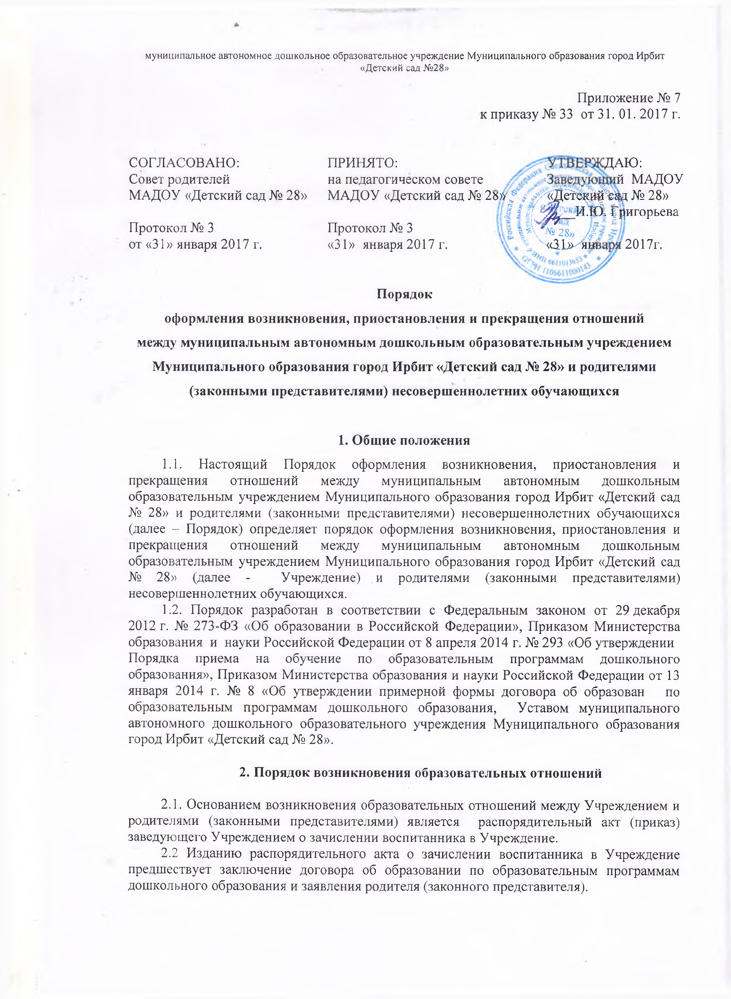 муниципальное автономное дошкольное образовательное учреждение Муниципального образования город Ирбит
«Детский сад №28»
Приложение № 7
к приказу № 33 от 31. 01. 2017 г.
СОГЛАСОВАНО:
Совет родителей
МАДОУ «Детский сад № 28»
Протокол № 3
от «31» января 2017 г.
ПРИНЯТО:
на педагогическом совете
МАДОУ «Детский сад № 28»
Протокол № 3
«31» января 2017 г.
УТВЕРЖДАЮ:
Заведующий МАДОУ
«Детский сад № 28»
И.Ю. Григорьева
«31» января 2017г.
Российская Федерация
№ 28»
ИНН 6611013653
ОГРН 1106611000143
Порядок
оформления возникновения, приостановления и прекращения отношений
между муниципальным автономным дошкольным образовательным учреждением
Муниципального образования город Ирбит «Детский сад № 28» и родителями
(законными представителями) несовершеннолетних обучающихся
1. Общие положения
1.1. Настоящий Порядок оформления возникновения, приостановления и
прекращения отношений между муниципальным автономным дошкольным
образовательным учреждением Муниципального образования город Ирбит «Детский сад
№ 28» и родителями (законными представителями) несовершеннолетних обучающихся
(далее – Порядок) определяет порядок оформления возникновения, приостановления и
прекращения отношений между муниципальным автономным дошкольным
образовательным учреждением Муниципального образования город Ирбит «Детский сад
№ 28» (далее - Учреждение) и родителями (законными представителями)
несовершеннолетних обучающихся.
1.2. Порядок разработан в соответствии с Федеральным законом от 29 декабря
2012 г. № 273-ФЗ «Об образовании в Российской Федерации», Приказом Министерства
образования и науки Российской Федерации от 8 апреля 2014 г. № 293 «Об утверждении
Порядка приема на обучение по образовательным программам дошкольного
образования», Приказом Министерства образования и науки Российской Федерации от 13
января 2014 г. № 8 «Об утверждении примерной формы договора об образован по
образовательным программам дошкольного образования, Уставом муниципального
автономного дошкольного образовательного учреждения Муниципального образования
город Ирбит «Детский сад № 28».
2. Порядок возникновения образовательных отношений
2.1. Основанием возникновения образовательных отношений между Учреждением и
родителями (законными представителями) является распорядительный акт (приказ)
заведующего Учреждением о зачислении воспитанника в Учреждение.
2.2 Изданию распорядительного акта о зачислении воспитанника в Учреждение
предшествует заключение договора об образовании по образовательным программам
дошкольного образования и заявления родителя (законного представителя).